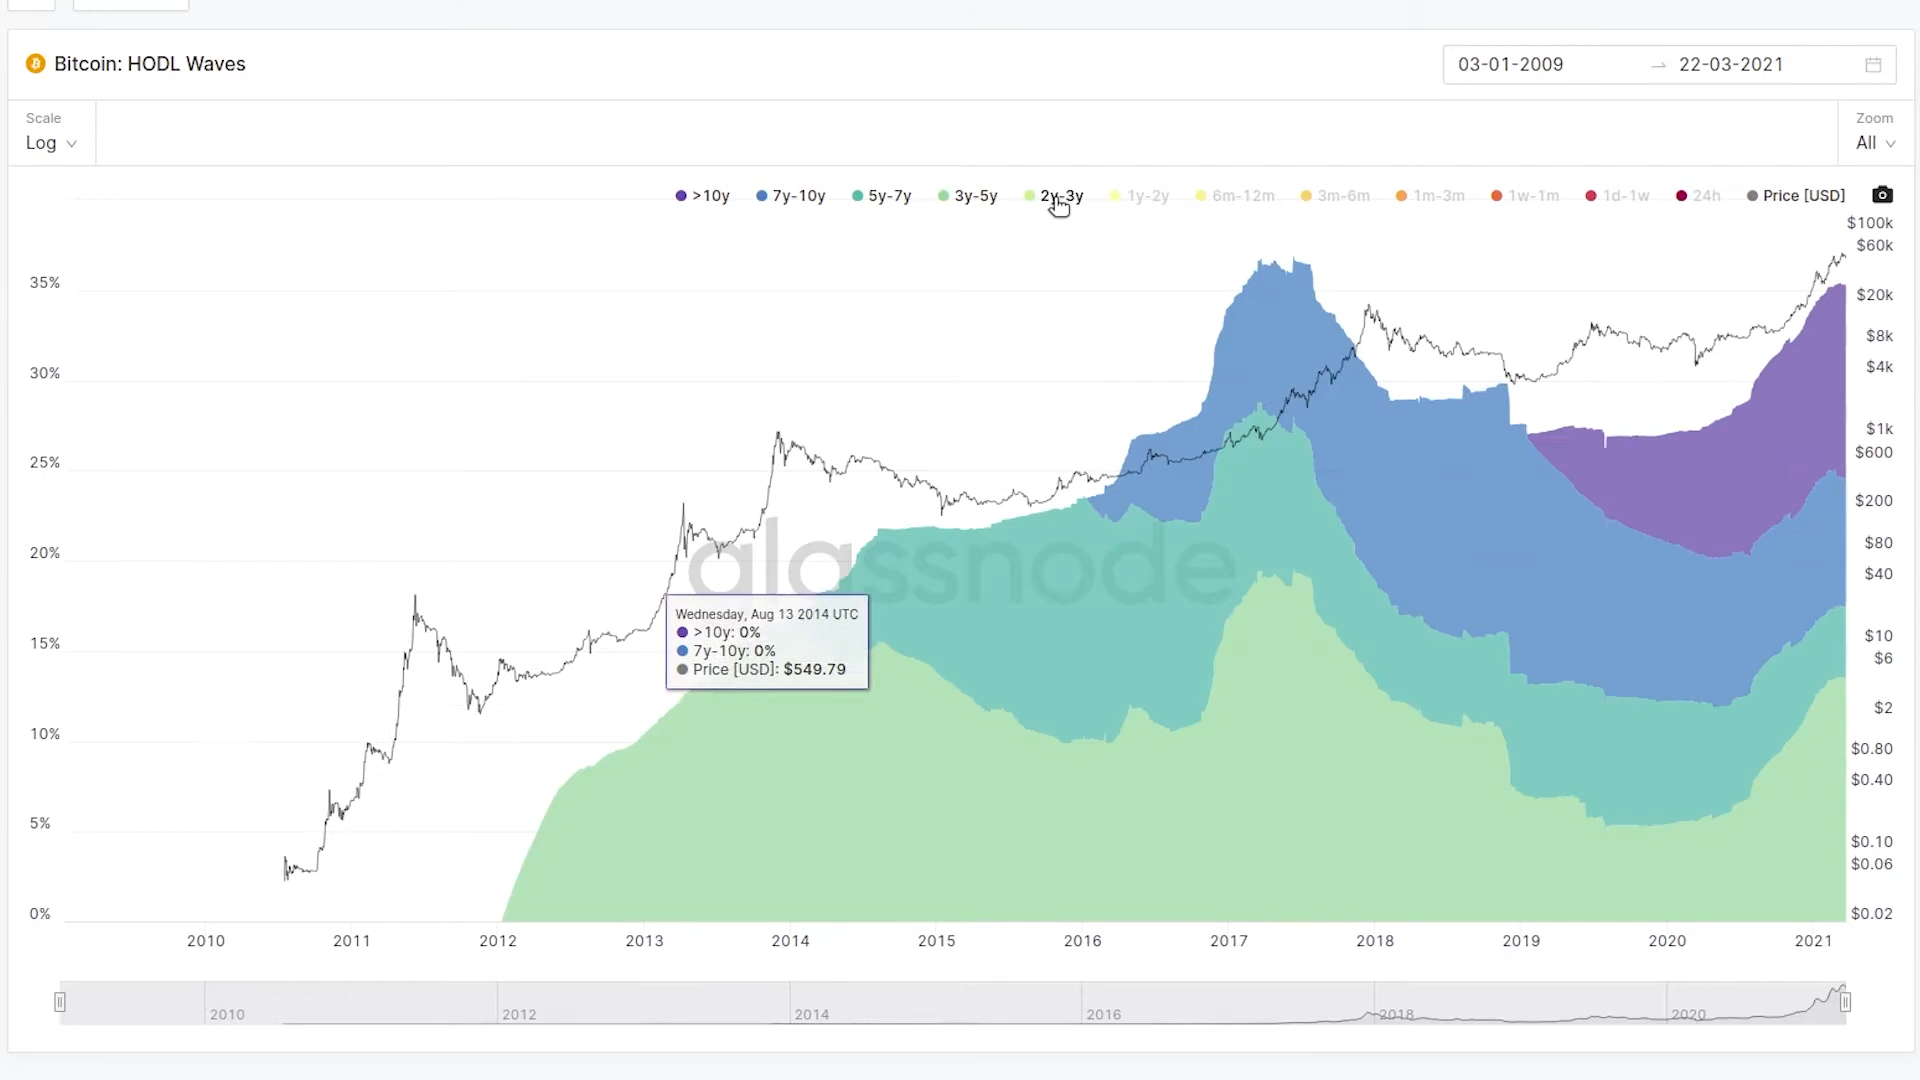 Bitcoin: HODL Waves
03-01-2009 → 22-03-2021
Scale
Log
Zoom
All
>10y 7y-10y 5y-7y 3y-5y 2y-3y 1y-2y 6m-12m 3m-6m 1m-3m 1w-1m 1d-1w 24h Price [USD]
$100k
$60k
35%
$20k
$8k
30%
$4k
$1k
25%
$600
$200
20%
$80
glassnode
$40
Wednesday, Aug 13 2014 UTC
>10y: 0%
7y-10y: 0%
Price [USD]: $549.79
15%
$10
$6
$2
10%
$0.80
$0.40
5%
$0.10
$0.06
0%
$0.02
2010 2011 2012 2013 2014 2015 2016 2017 2018 2019 2020 2021
2010 2012 2014 2016 2018 2020